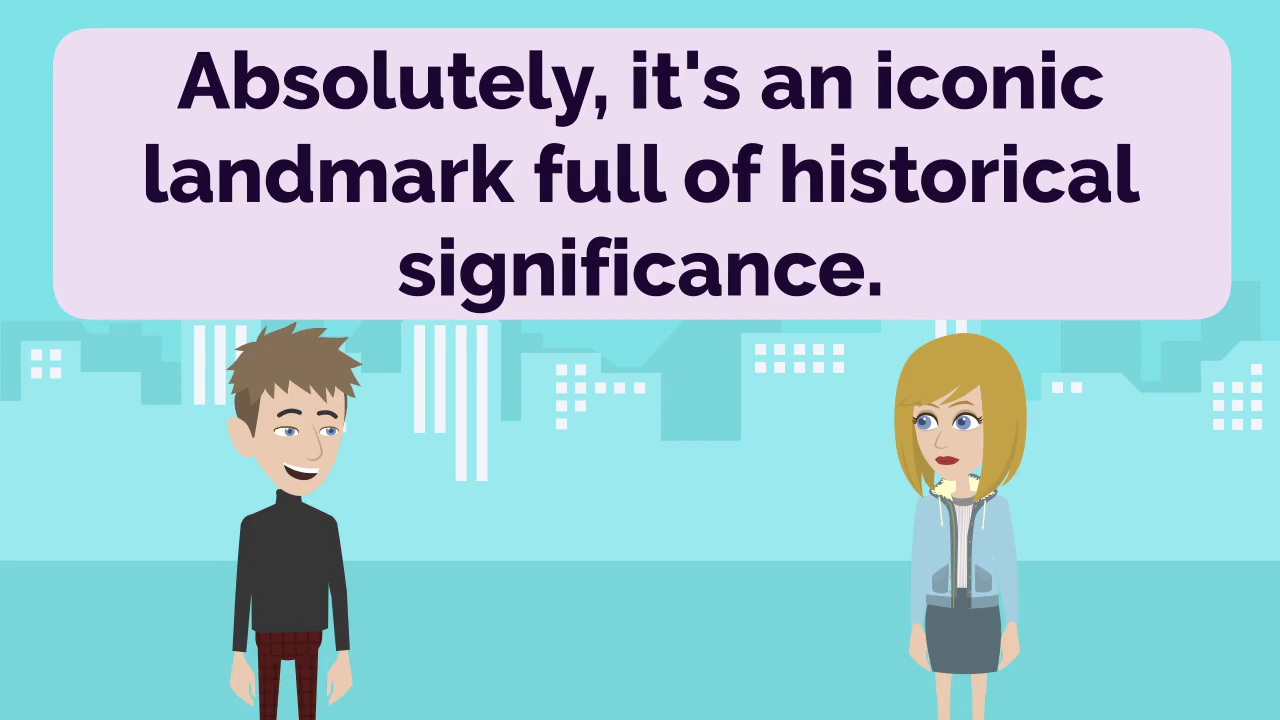 Absolutely, it's an iconic
landmark full of historical
significance.